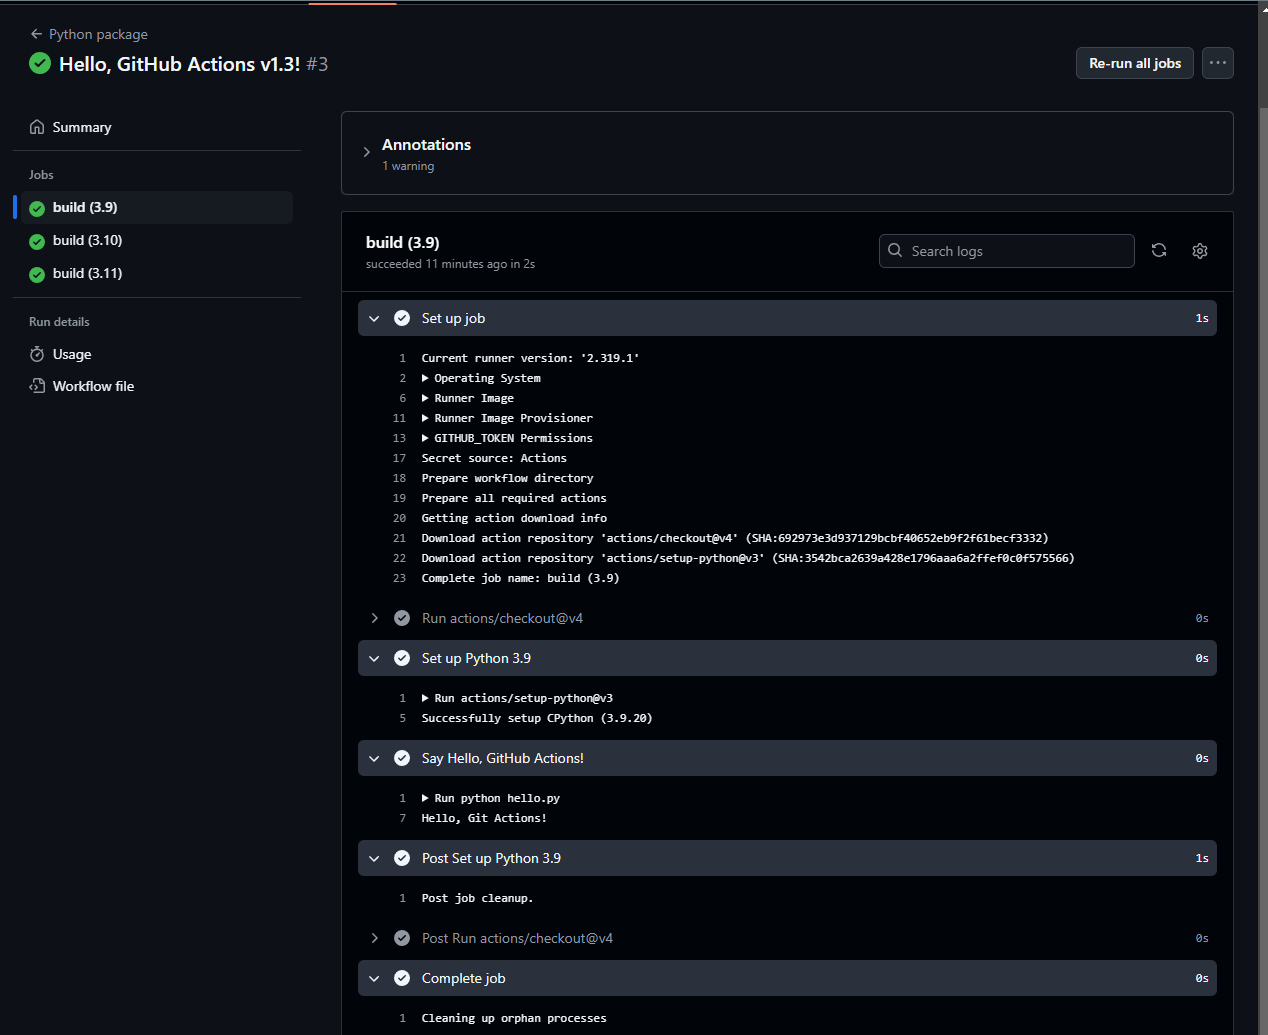 Python package
Hello, GitHub Actions v1.3! #3
Re-run all jobs
Summary
Jobs
build (3.9)
build (3.10)
build (3.11)
Run details
Usage
Workflow file
Annotations
1 warning
build (3.9)
succeeded 11 minutes ago in 2s
Search logs
Set up job 1s
1 Current runner version: '2.319.1'
2 Operating System
6 Runner Image
11 Runner Image Provisioner
13 GITHUB_TOKEN Permissions
17 Secret source: Actions
18 Prepare workflow directory
19 Prepare all required actions
20 Getting action download info
21 Download action repository 'actions/checkout@v4' (SHA:692973e3d937129bcbf40652eb9f2f61becf3332)
22 Download action repository 'actions/setup-python@v3' (SHA:3542bca2639a428e1796aaa6a2ffef0c0f575566)
23 Complete job name: build (3.9)
Run actions/checkout@v4 0s
Set up Python 3.9 0s
1 Run actions/setup-python@v3
5 Successfully setup CPython (3.9.20)
Say Hello, GitHub Actions! 0s
1 Run python hello.py
7 Hello, Git Actions!
Post Set up Python 3.9 1s
1 Post job cleanup.
Post Run actions/checkout@v4 0s
Complete job 0s
1 Cleaning up orphan processes